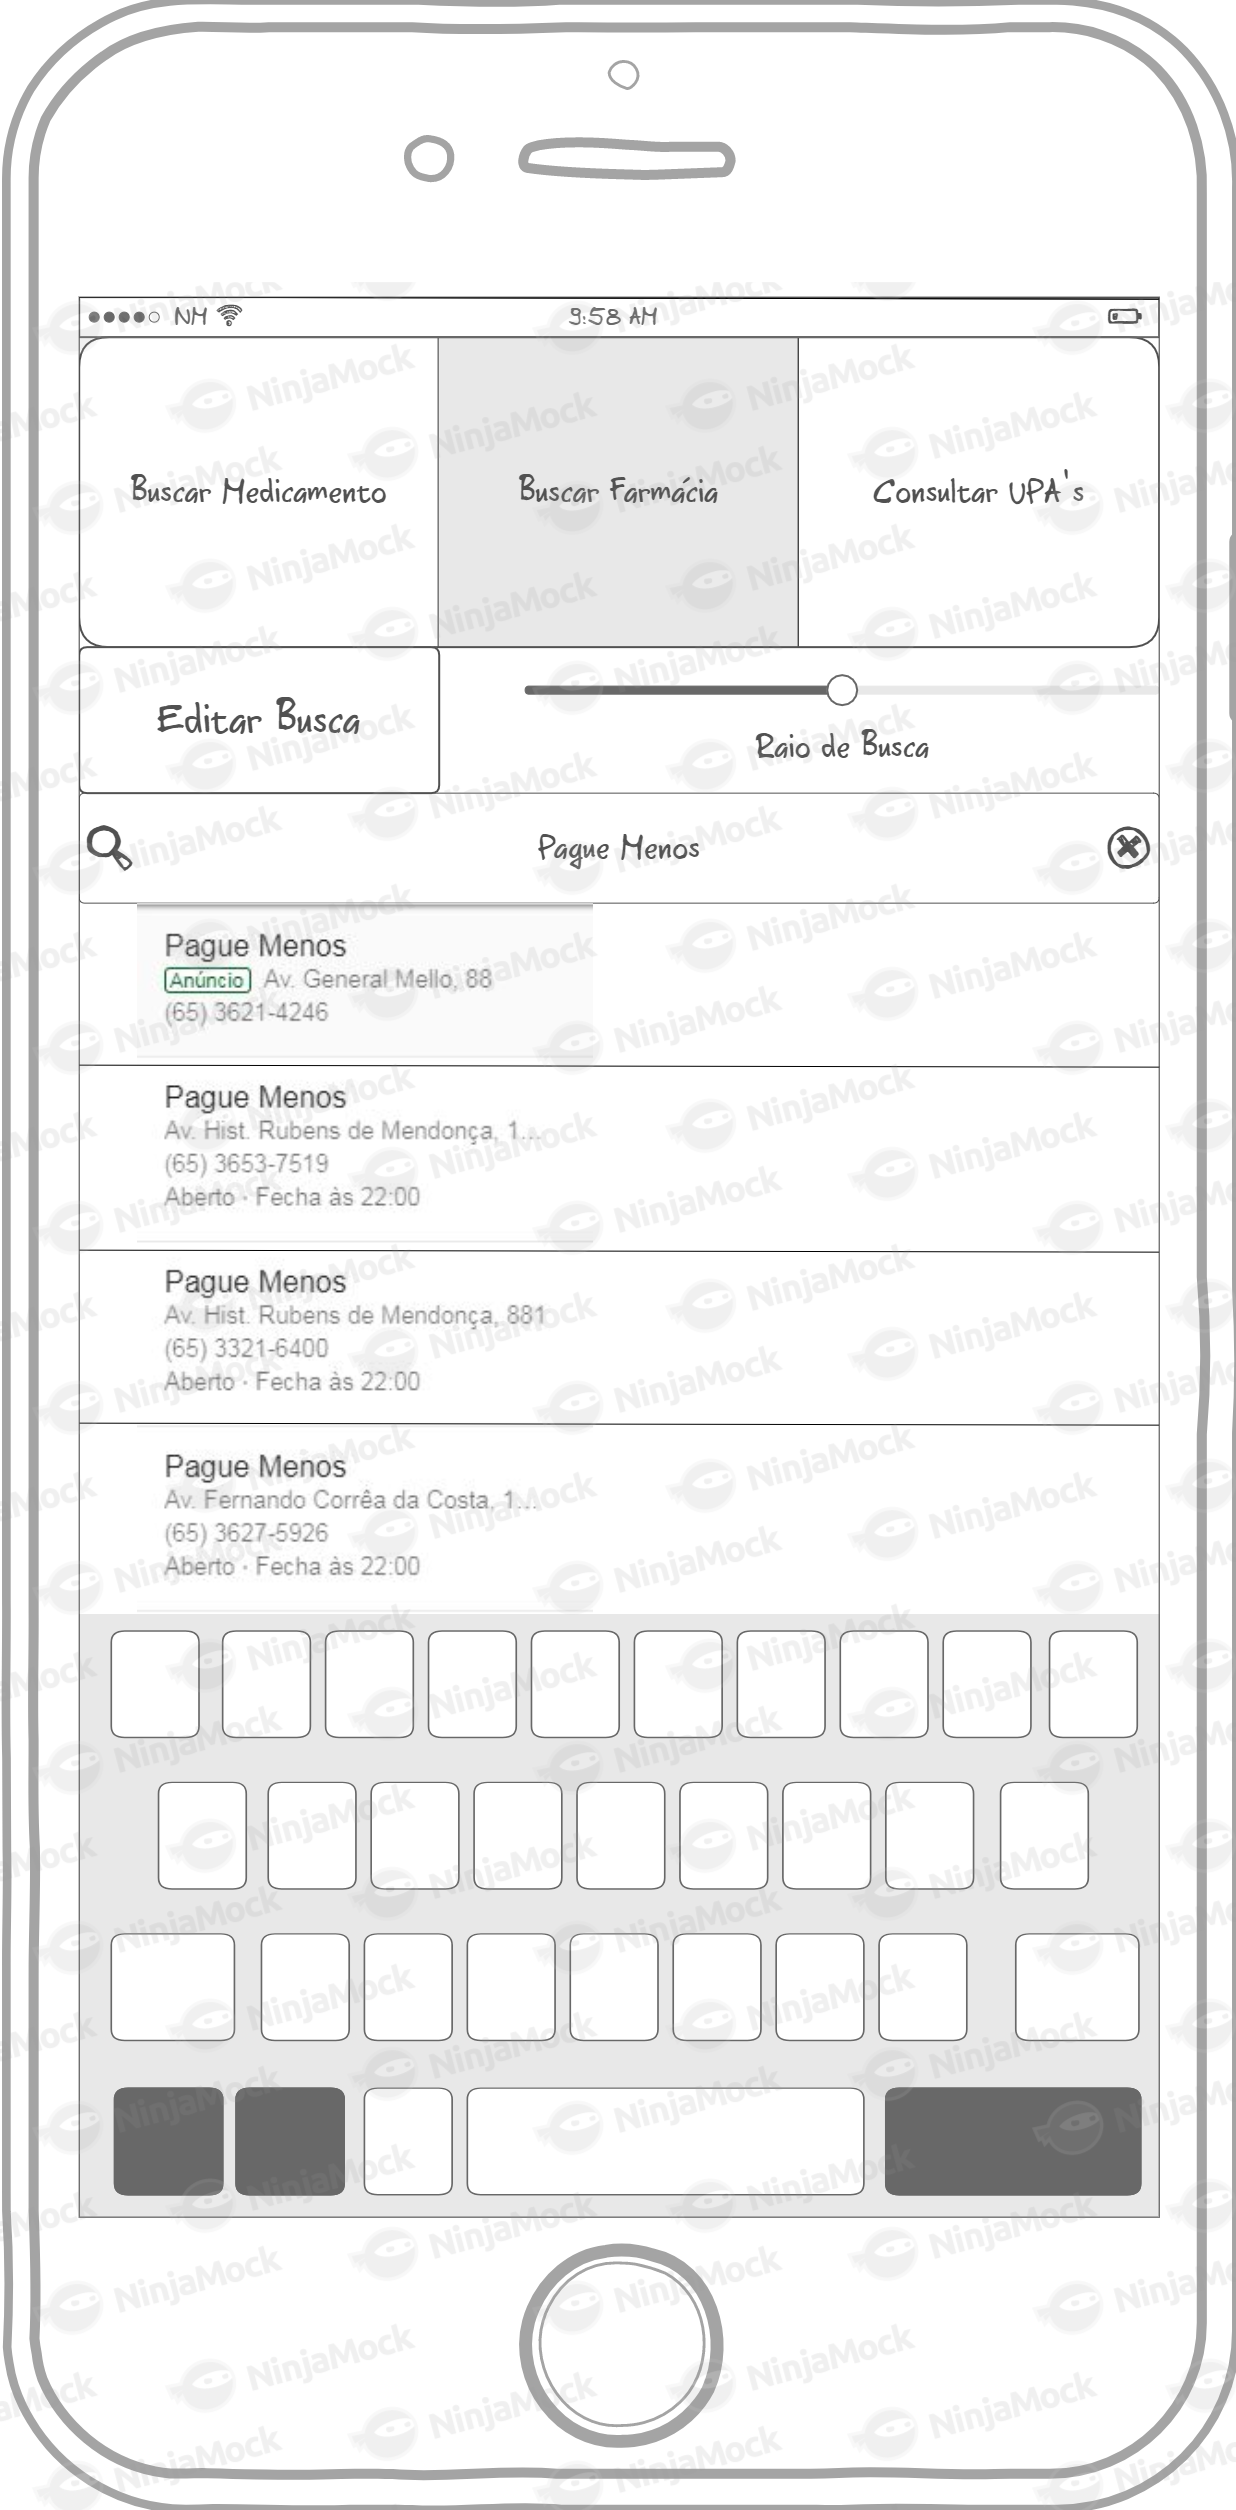 NM 9:58 AM
Buscar Medicamento Buscar Farmácia Consultar UPA's
Editar Busca
Raio de Busca
Pague Menos
Pague Menos
Anúncio Av. General Mello, 88
(65) 3621-4246
Pague Menos
Av. Hist. Rubens de Mendonça, 1...
(65) 3653-7519
Aberto · Fecha às 22:00
Pague Menos
Av. Hist. Rubens de Mendonça, 881
(65) 3321-6400
Aberto · Fecha às 22:00
Pague Menos
Av. Fernando Corrêa da Costa, 1...
(65) 3627-5926
Aberto · Fecha às 22:00
NinjaMock